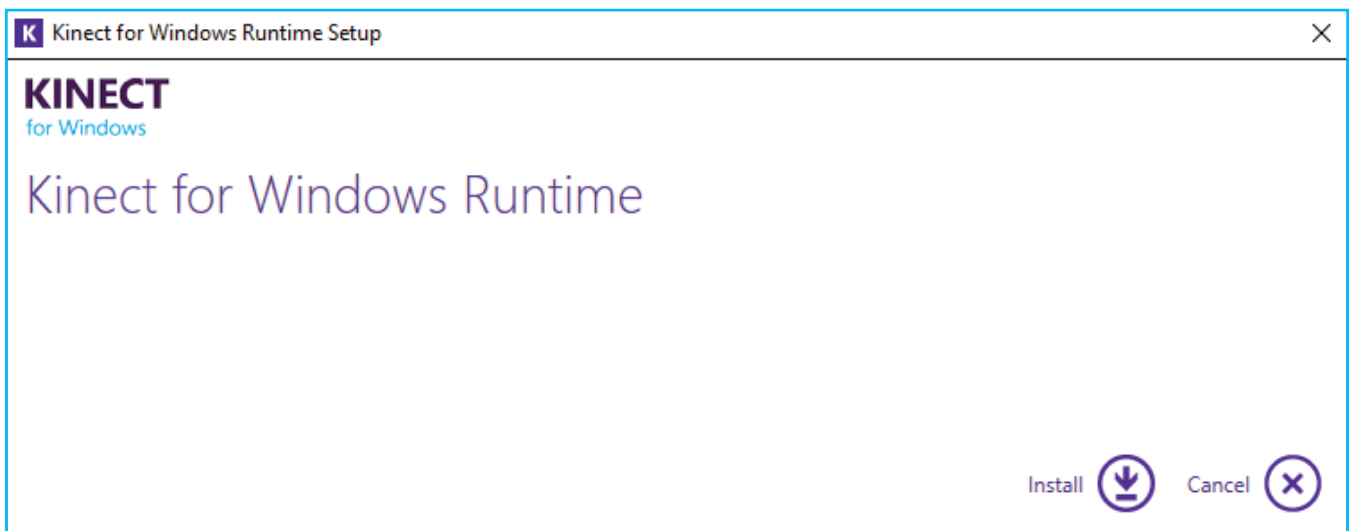 K Kinect for Windows Runtime Setup
KINECT
for Windows
Kinect for Windows Runtime
Install Cancel